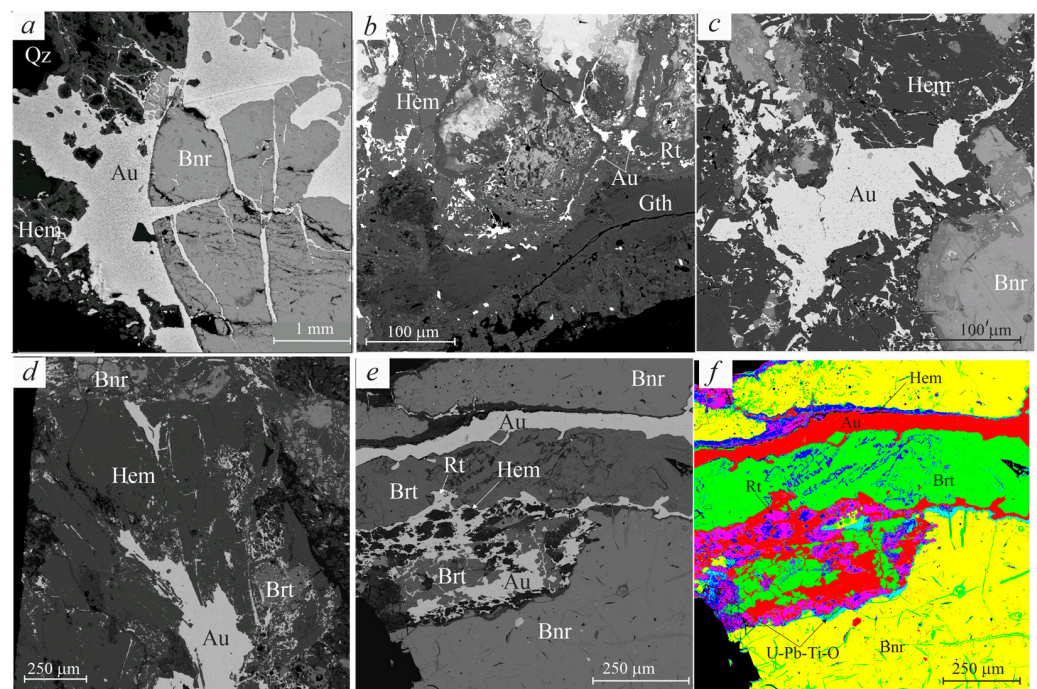 a
Qz
Bnr
Au
Hem
1 mm
b
Hem
Rt
Au
Gth
100 µm
c
Hem
Au
Bnr
100 µm
d
Bnr
Hem
Brt
Au
250 µm
e
Bnr
Au
Rt
Hem
Brt
Brt
Au
Bnr
250 µm
f
Hem
Au
Rt
Brt
U-Pb-Ti-O
Bnr
250 µm